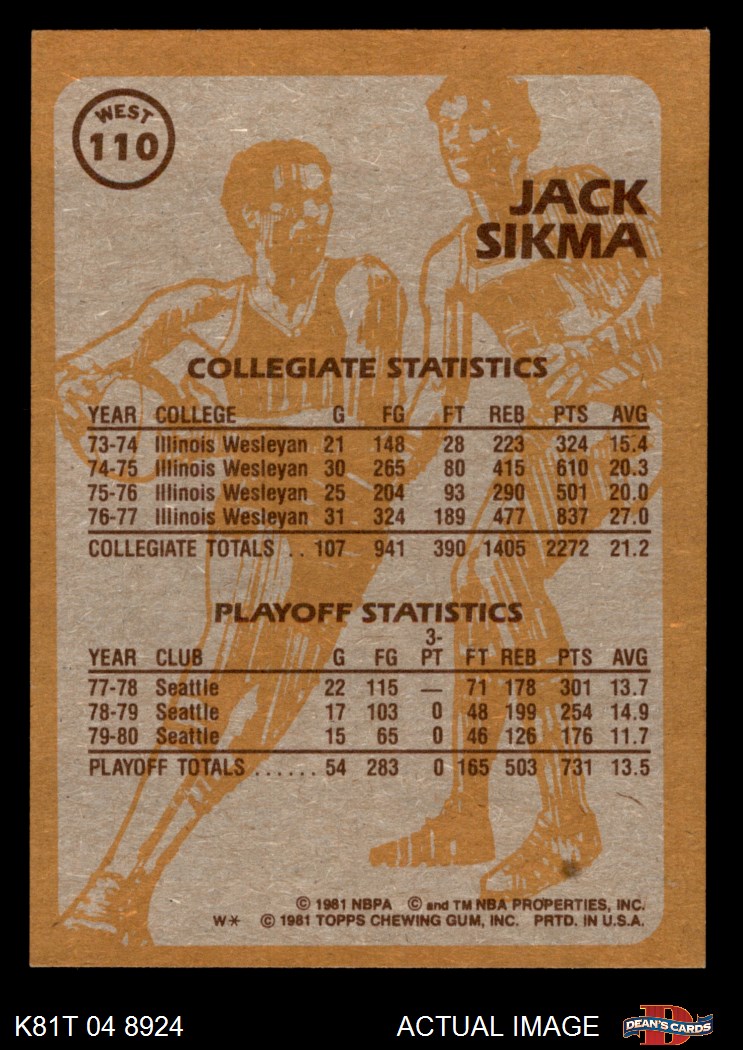 WEST
110
JACK
SIKMA
COLLEGIATE STATISTICS
YEAR COLLEGE G FG FT REB PTS AVG
73-74 Illinois Wesleyan 21 148 28 223 324 15.4
74-75 Illinois Wesleyan 30 265 80 415 610 20.3
75-76 Illinois Wesleyan 25 204 93 290 501 20.0
76-77 Illinois Wesleyan 31 324 189 477 837 27.0
COLLEGIATE TOTALS .. 107 941 390 1405 2272 21.2
PLAYOFF STATISTICS
3-
YEAR CLUB G FG PT FT REB PTS AVG
77-78 Seattle 22 115 — 71 178 301 13.7
78-79 Seattle 17 103 0 48 199 254 14.9
79-80 Seattle 15 65 0 46 126 176 11.7
PLAYOFF TOTALS ...... 54 283 0 165 503 731 13.5
© 1981 NBPA © and TM NBA PROPERTIES, INC.
W* © 1981 TOPPS CHEWING GUM, INC. PRTD. IN U.S.A.
K81T 04 8924 ACTUAL IMAGE D DEAN'S CARDS